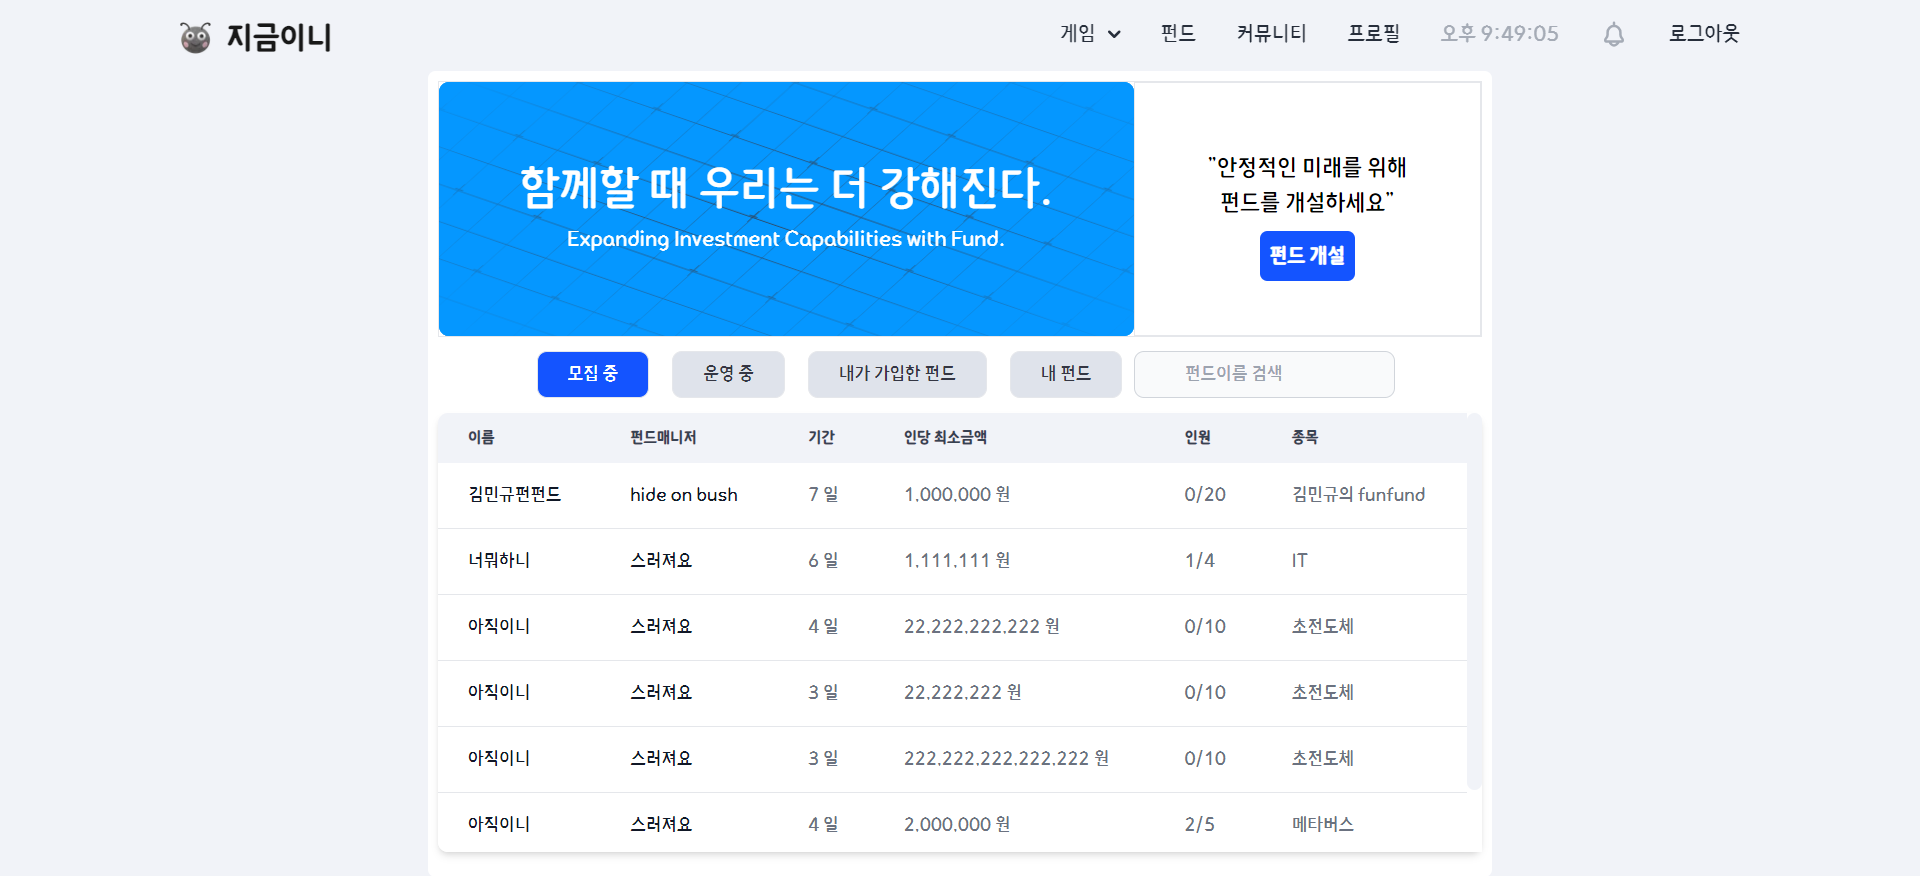 지금이니
게임
펀드
커뮤니티
프로필
오후 9:49:05
로그아웃
함께할 때 우리는 더 강해진다.
Expanding Investment Capabilities with Fund.
"안정적인 미래를 위해
펀드를 개설하세요"
펀드 개설
모집 중
운영 중
내가 가입한 펀드
내 펀드
펀드이름 검색
이름 펀드매니저 기간 인당 최소금액 인원 종목
김민규펀펀드 hide on bush 7 일 1,000,000 원 0/20 김민규의 funfund
너뭐하니 스러져요 6 일 1,111,111 원 1/4 IT
아직이니 스러져요 4 일 22,222,222,222 원 0/10 초전도체
아직이니 스러져요 3 일 22,222,222 원 0/10 초전도체
아직이니 스러져요 3 일 222,222,222,222,222 원 0/10 초전도체
아직이니 스러져요 4 일 2,000,000 원 2/5 메타버스